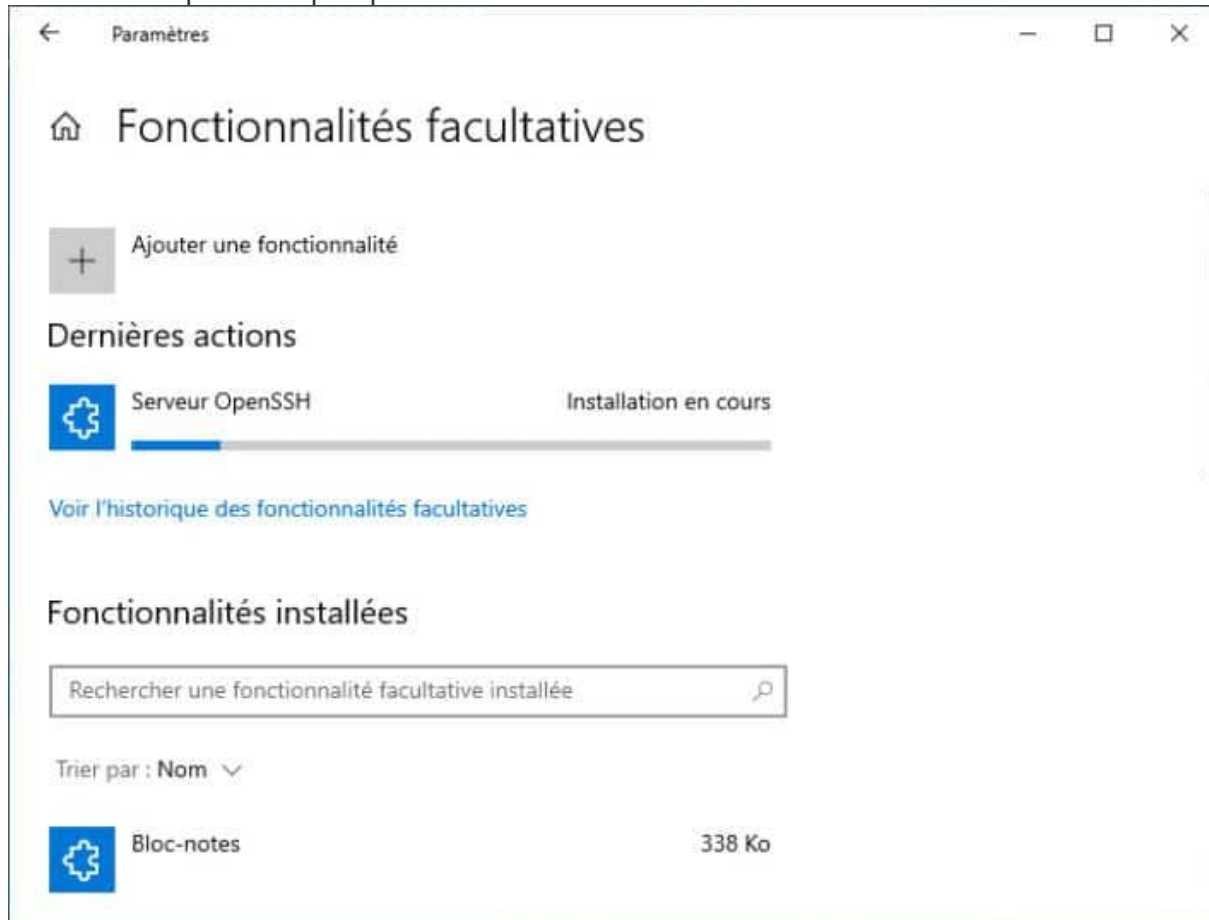 Paramètres
Fonctionnalités facultatives
Ajouter une fonctionnalité
Dernières actions
Serveur OpenSSH Installation en cours
Voir l'historique des fonctionnalités facultatives
Fonctionnalités installées
Rechercher une fonctionnalité facultative installée
Trier par : Nom
Bloc-notes 338 Ko